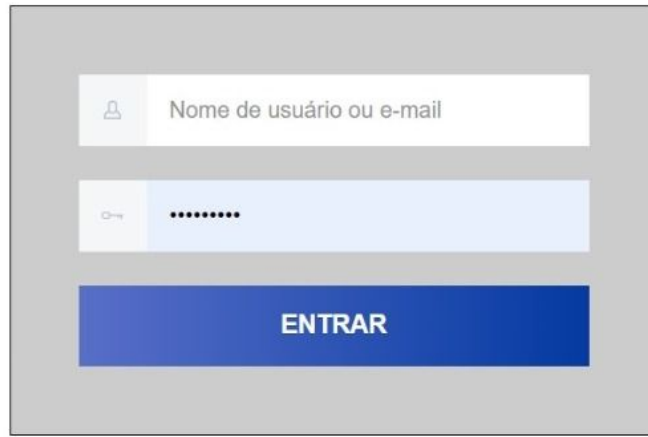 Nome de usuário ou e-mail
•••••••••
ENTRAR